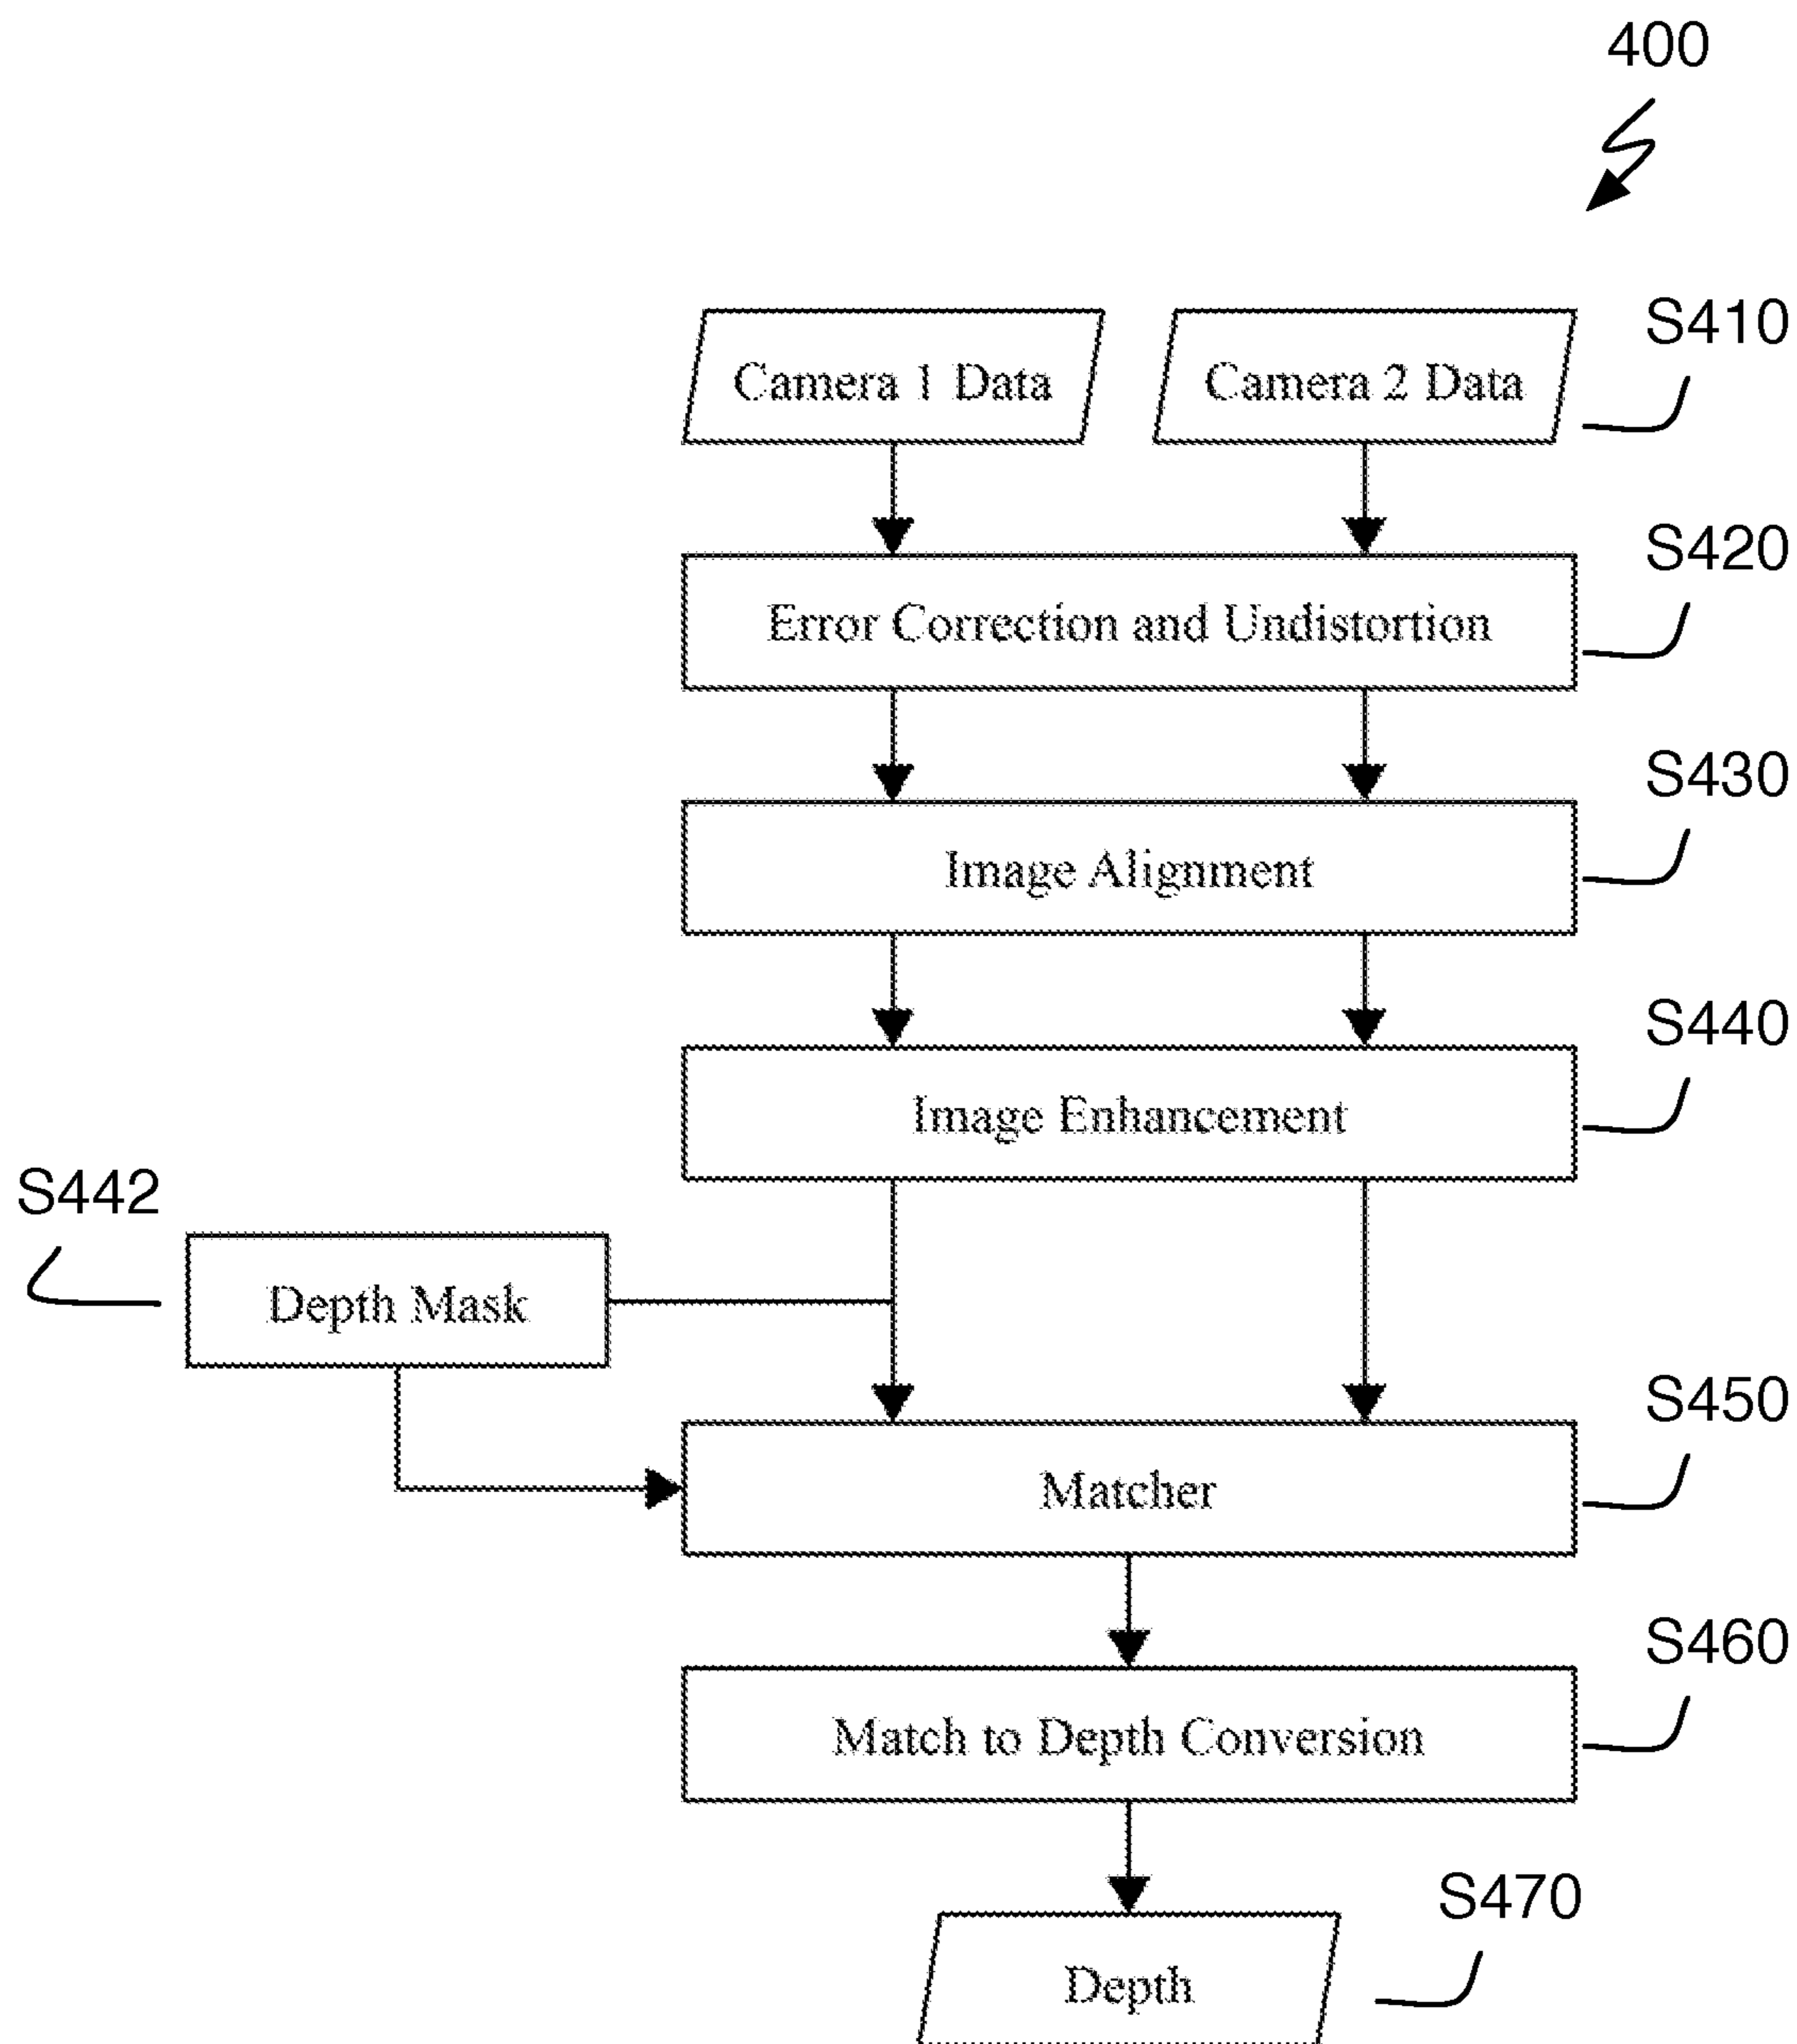 400
Camera 1 Data
Camera 2 Data
S410
Error Correction and Undistortion
S420
Image Alignment
S430
Image Enhancement
S440
S442
Depth Mask
Matcher
S450
Match to Depth Conversion
S460
Depth
S470